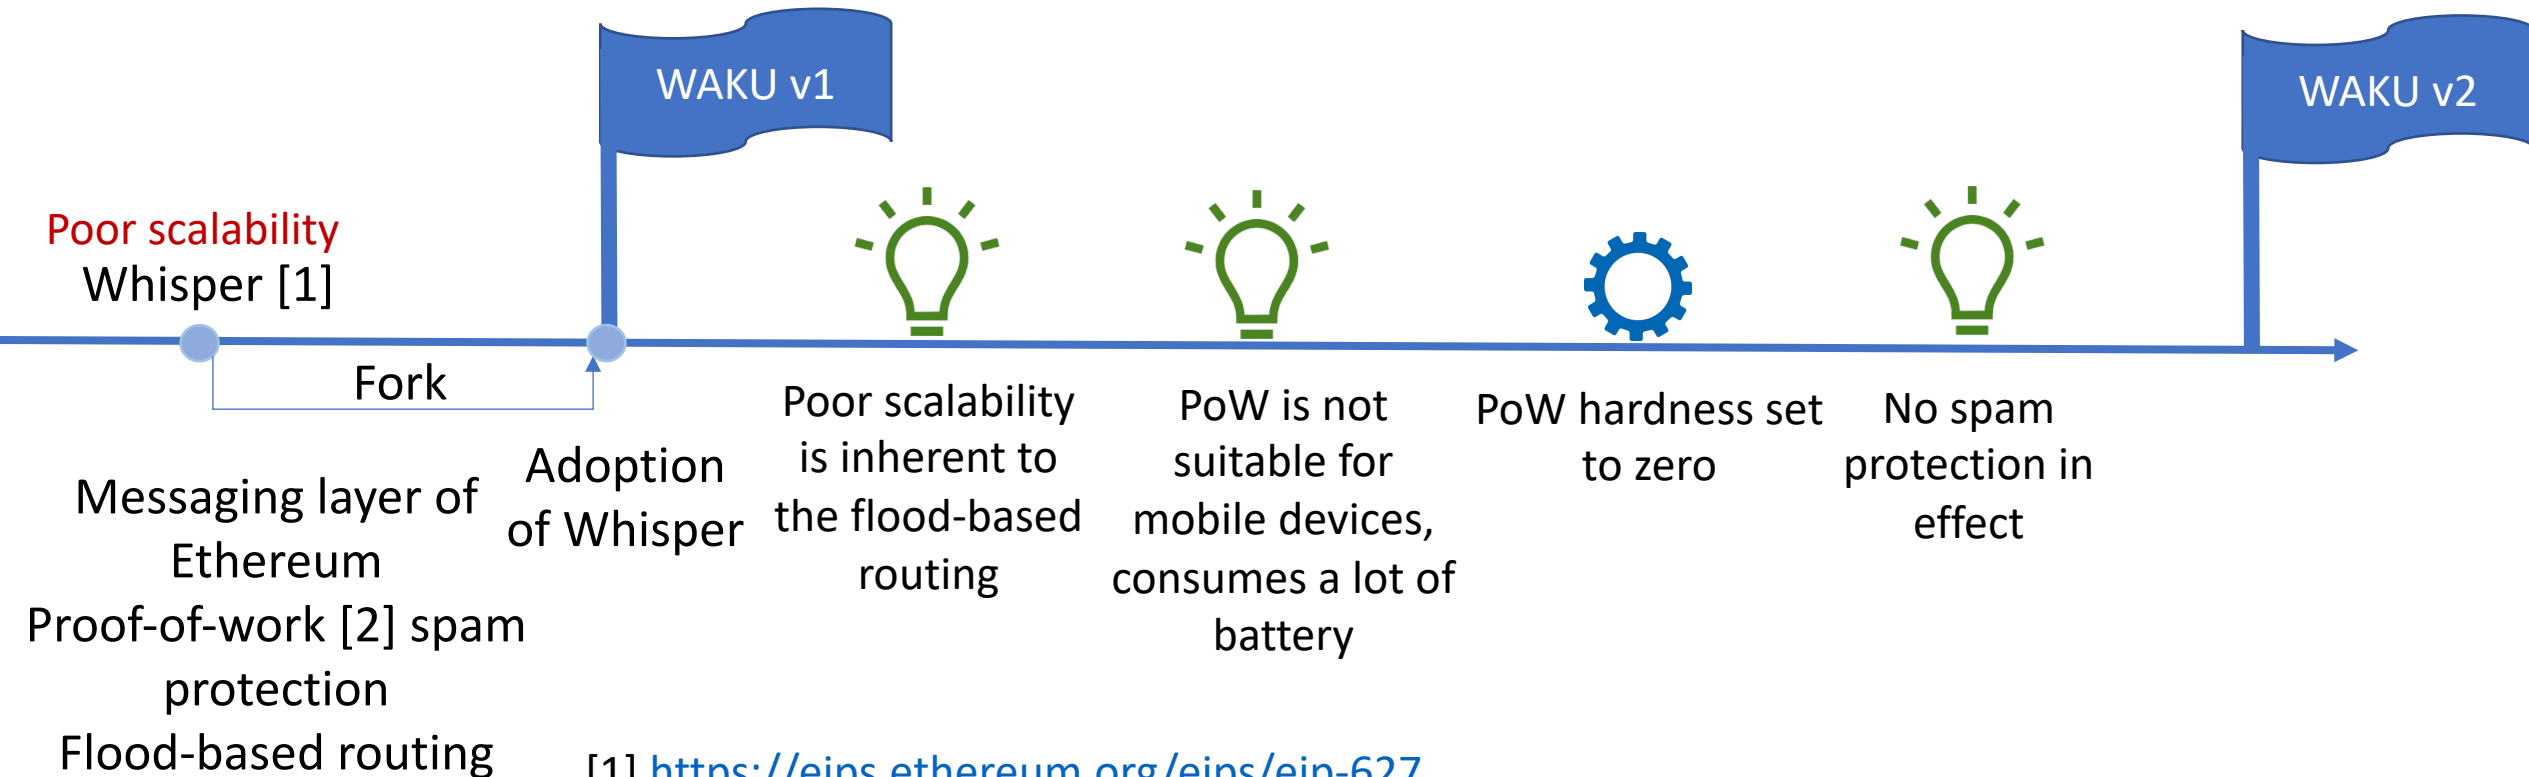 WAKU v1
WAKU v2
Poor scalability
Whisper [1]
Fork
Messaging layer of
Ethereum
Proof-of-work [2] spam
protection
Flood-based routing
Adoption
of Whisper
Poor scalability
is inherent to
the flood-based
routing
PoW is not
suitable for
mobile devices,
consumes a lot of
battery
PoW hardness set
to zero
No spam
protection in
effect
[1] https://eips.ethereum.org/eips/eip-627